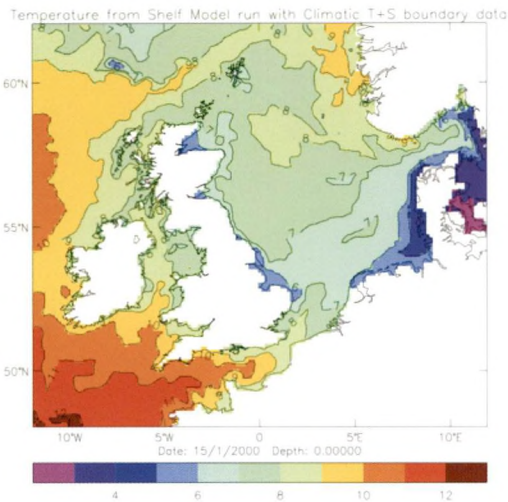 Temperature from Shelf Model run with Climatic T+S boundary data
60°N
55°N
50°N
10°W 5°W 0 5°E 10°E
Date: 15/1/2000 Depth: 0.00000
4 6 8 10 12